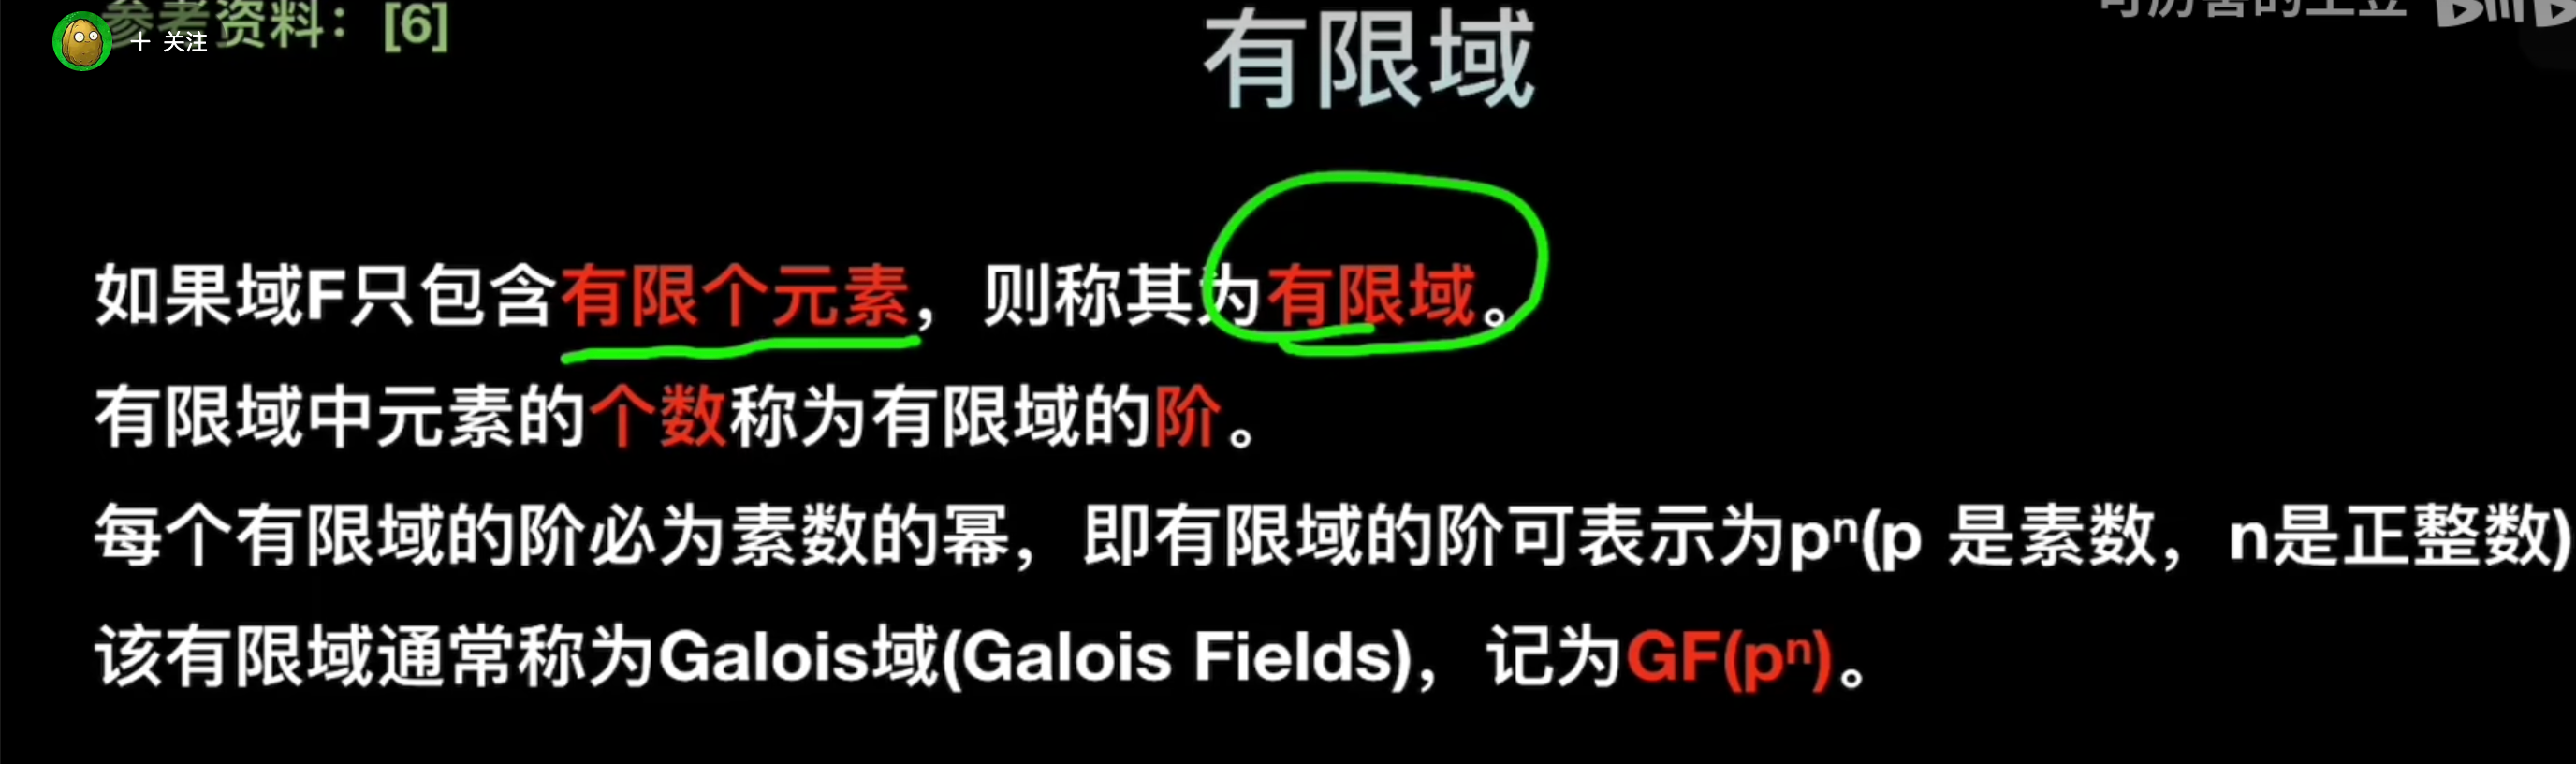 参考资料：[6]
+ 关注
有限域
如果域F只包含有限个元素，则称其为有限域。
有限域中元素的个数称为有限域的阶。
每个有限域的阶必为素数的幂，即有限域的阶可表示为pⁿ(p 是素数，n是正整数)
该有限域通常称为Galois域(Galois Fields)，记为GF(pⁿ)。